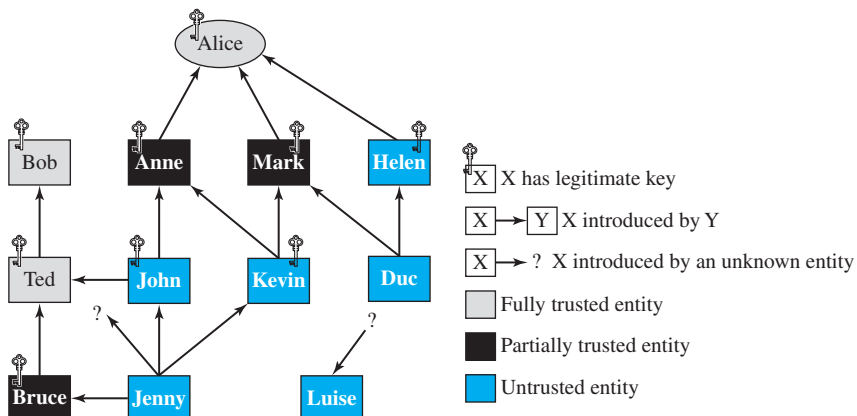 Alice
Bob
Anne
Mark
Helen
Ted
John
Kevin
Duc
?
?
Bruce
Jenny
Luise
X X has legitimate key
X Y X introduced by Y
X ? X introduced by an unknown entity
Fully trusted entity
Partially trusted entity
Untrusted entity